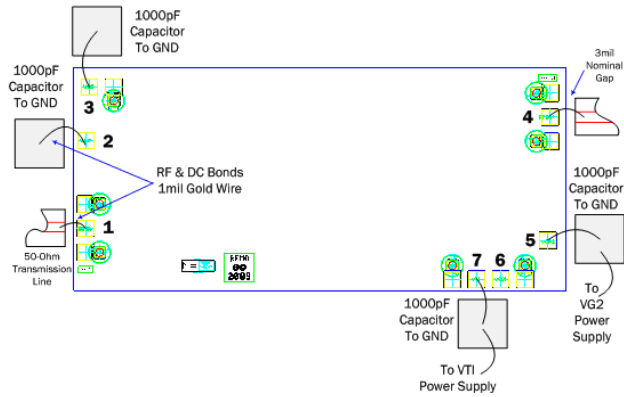 1000pF
Capacitor
To GND
1000pF
Capacitor
To GND
3
2
RF & DC Bonds
1mil Gold Wire
1
50-Ohm
Transmission
Line
RFMD
2009
3mil
Nominal
Gap
4
1000pF
Capacitor
To GND
5
To
VG2
Power
Supply
7 6
1000pF
Capacitor
To GND
To VTI
Power Supply